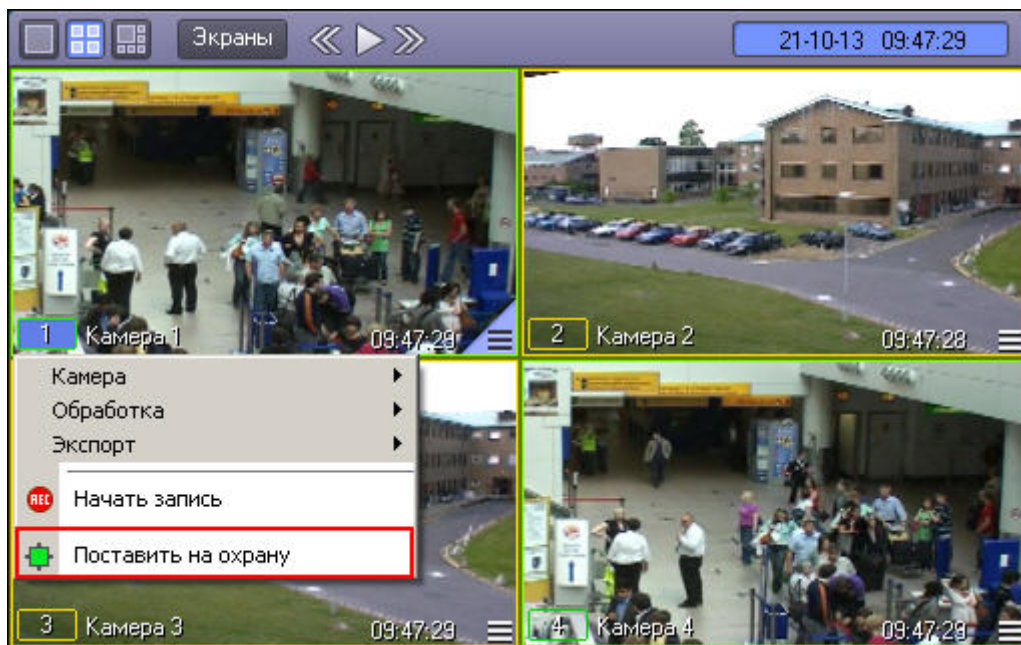 Экраны
21-10-13 09:47:29
1 Камера 1 09:47:29
2 Камера 2 09:47:28
Камера
Обработка
Экспорт
REC Начать запись
Поставить на охрану
3 Камера 3 09:47:29
4 Камера 4 09:47:29